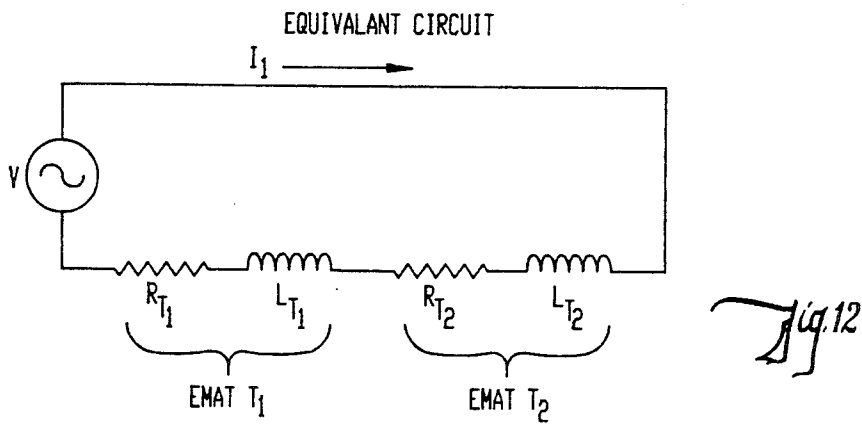 EQUIVALANT CIRCUIT
I1
V
RT1 LT1 RT2 LT2
EMAT T1 EMAT T2
Fig.12